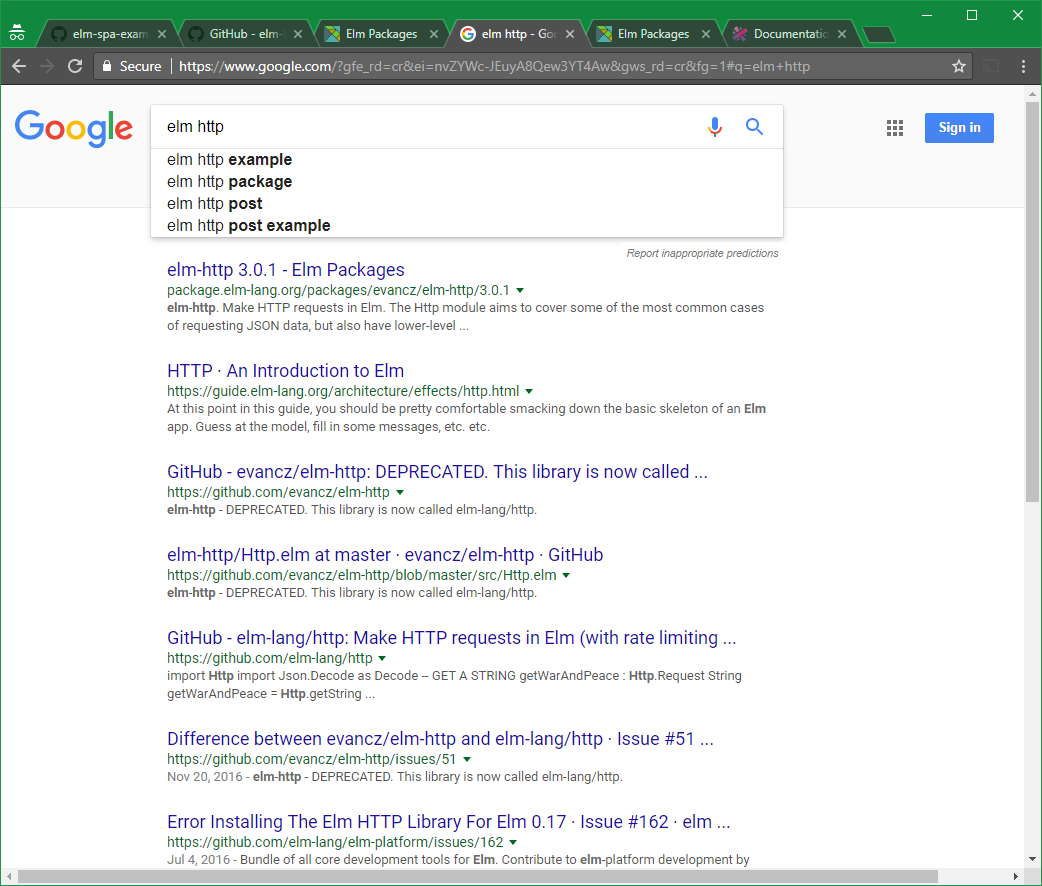 elm-spa-exam
GitHub - elm-
Elm Packages
elm http - Goo
Elm Packages
Documentatio
Secure
https://www.google.com/?gfe_rd=cr&ei=nvZYWc-JEuyA8Qew3YT4Aw&gws_rd=cr&fg=1#q=elm+http
Google
elm http
Sign in
elm http example
elm http package
elm http post
elm http post example
Report inappropriate predictions
elm-http 3.0.1 - Elm Packages
package.elm-lang.org/packages/evancz/elm-http/3.0.1
elm-http. Make HTTP requests in Elm. The Http module aims to cover some of the most common cases
of requesting JSON data, but also have lower-level ...
HTTP · An Introduction to Elm
https://guide.elm-lang.org/architecture/effects/http.html
At this point in this guide, you should be pretty comfortable smacking down the basic skeleton of an Elm
app. Guess at the model, fill in some messages, etc. etc.
GitHub - evancz/elm-http: DEPRECATED. This library is now called ...
https://github.com/evancz/elm-http
elm-http - DEPRECATED. This library is now called elm-lang/http.
elm-http/Http.elm at master · evancz/elm-http · GitHub
https://github.com/evancz/elm-http/blob/master/src/Http.elm
elm-http - DEPRECATED. This library is now called elm-lang/http.
GitHub - elm-lang/http: Make HTTP requests in Elm (with rate limiting ...
https://github.com/elm-lang/http
import Http import Json.Decode as Decode -- GET A STRING getWarAndPeace : Http.Request String
getWarAndPeace = Http.getString ...
Difference between evancz/elm-http and elm-lang/http · Issue #51 ...
https://github.com/evancz/elm-http/issues/51
Nov 20, 2016 - elm-http - DEPRECATED. This library is now called elm-lang/http.
Error Installing The Elm HTTP Library For Elm 0.17 · Issue #162 · elm ...
https://github.com/elm-lang/elm-platform/issues/162
Jul 4, 2016 - Bundle of all core development tools for Elm. Contribute to elm-platform development by